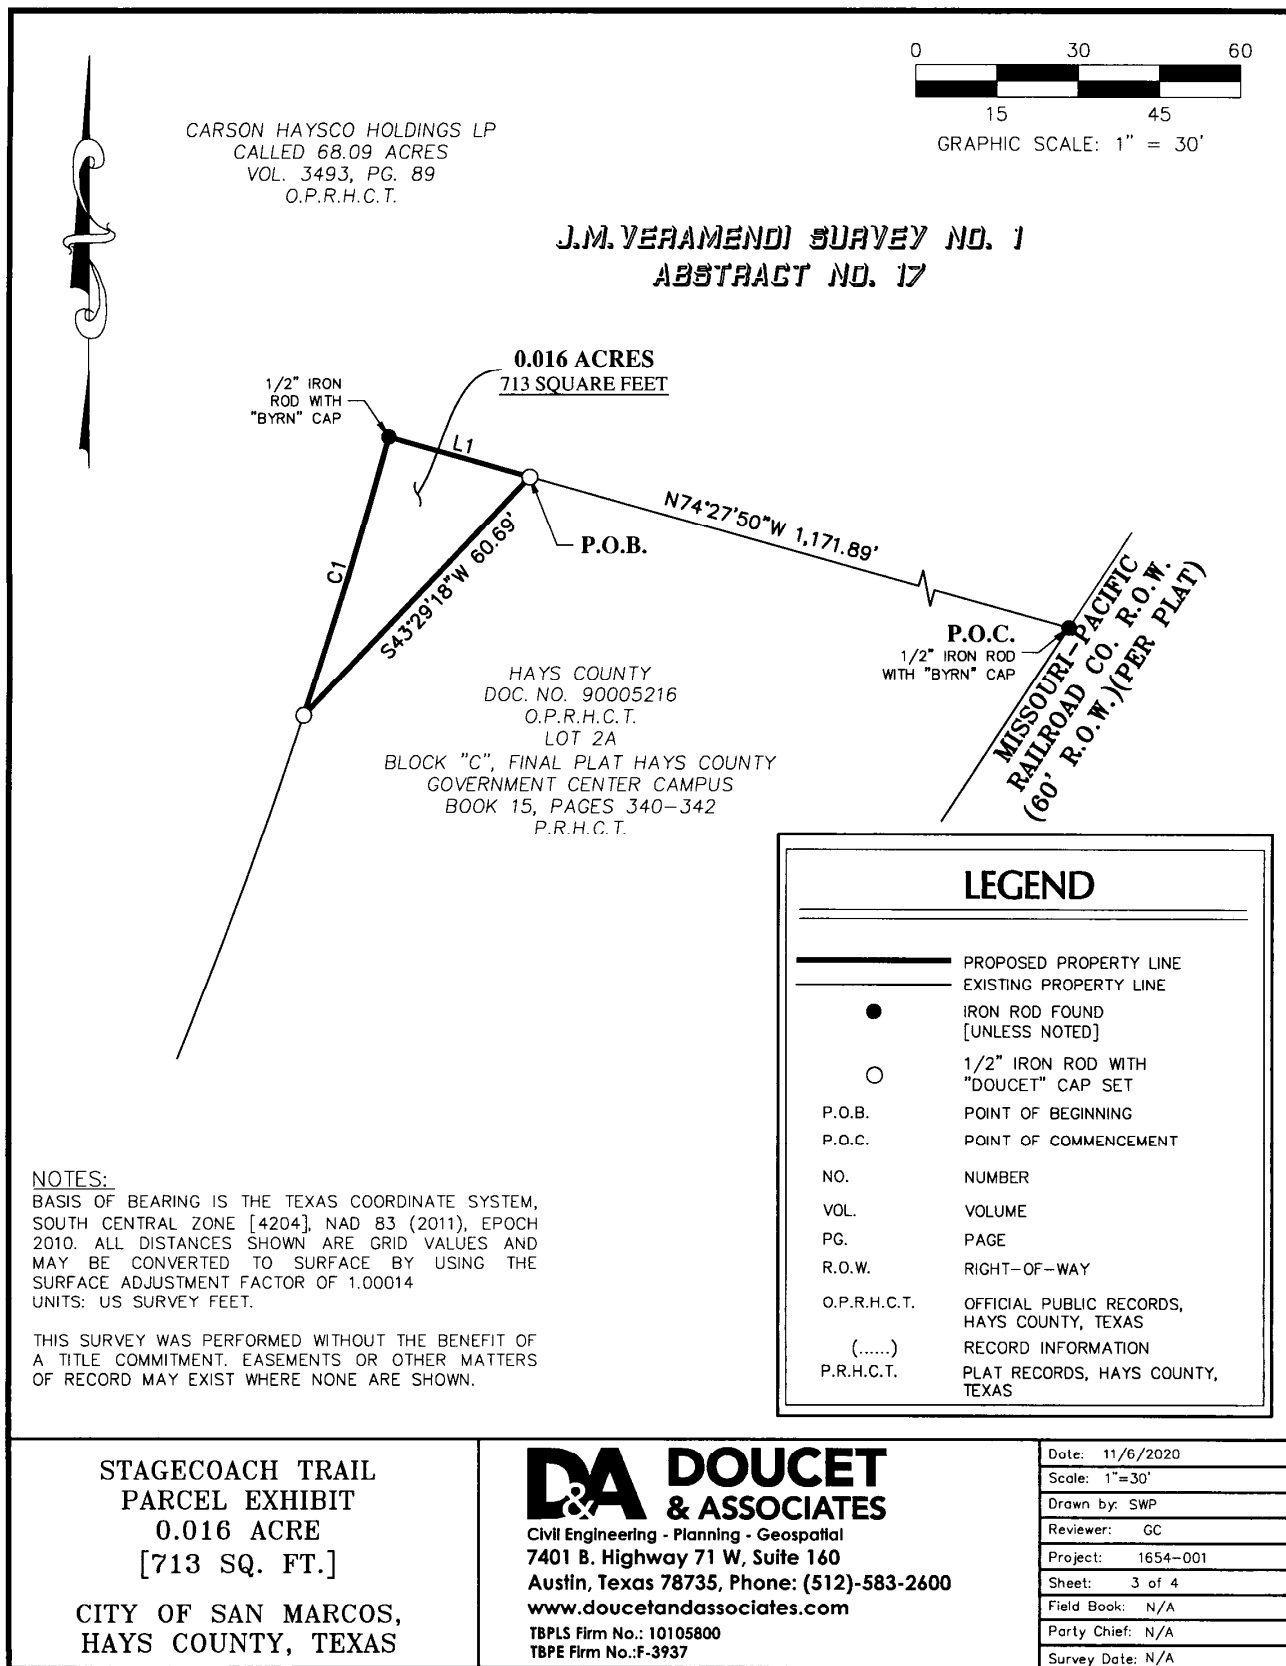 0 30 60
15 45
GRAPHIC SCALE: 1" = 30'
CARSON HAYSCO HOLDINGS LP
CALLED 68.09 ACRES
VOL. 3493, PG. 89
O.P.R.H.C.T.
J.M. VERAMENDI SURVEY NO. 1
ABSTRACT NO. 17
0.016 ACRES
713 SQUARE FEET
1/2" IRON
ROD WITH
"BYRN" CAP
L1
N74°27'50"W 1,171.89'
P.O.B.
C1
S43°29'18"W 60.69'
P.O.C.
1/2" IRON ROD
WITH "BYRN" CAP
MISSOURI-PACIFIC
RAILROAD CO. R.O.W.
(60' R.O.W.)(PER PLAT)
HAYS COUNTY
DOC. NO. 90005216
O.P.R.H.C.T.
LOT 2A
BLOCK "C", FINAL PLAT HAYS COUNTY
GOVERNMENT CENTER CAMPUS
BOOK 15, PAGES 340-342
P.R.H.C.T.
LEGEND
PROPOSED PROPERTY LINE
EXISTING PROPERTY LINE
IRON ROD FOUND
[UNLESS NOTED]
1/2" IRON ROD WITH
"DOUCET" CAP SET
P.O.B. POINT OF BEGINNING
P.O.C. POINT OF COMMENCEMENT
NO. NUMBER
VOL. VOLUME
PG. PAGE
R.O.W. RIGHT-OF-WAY
O.P.R.H.C.T. OFFICIAL PUBLIC RECORDS,
HAYS COUNTY, TEXAS
(......) RECORD INFORMATION
P.R.H.C.T. PLAT RECORDS, HAYS COUNTY,
TEXAS
NOTES:
BASIS OF BEARING IS THE TEXAS COORDINATE SYSTEM,
SOUTH CENTRAL ZONE [4204], NAD 83 (2011), EPOCH
2010. ALL DISTANCES SHOWN ARE GRID VALUES AND
MAY BE CONVERTED TO SURFACE BY USING THE
SURFACE ADJUSTMENT FACTOR OF 1.00014
UNITS: US SURVEY FEET.
THIS SURVEY WAS PERFORMED WITHOUT THE BENEFIT OF
A TITLE COMMITMENT. EASEMENTS OR OTHER MATTERS
OF RECORD MAY EXIST WHERE NONE ARE SHOWN.
STAGECOACH TRAIL
PARCEL EXHIBIT
0.016 ACRE
[713 SQ. FT.]
CITY OF SAN MARCOS,
HAYS COUNTY, TEXAS
D&A DOUCET
& ASSOCIATES
Civil Engineering - Planning - Geospatial
7401 B. Highway 71 W, Suite 160
Austin, Texas 78735, Phone: (512)-583-2600
www.doucetandassociates.com
TBPLS Firm No.: 10105800
TBPE Firm No.:F-3937
Date: 11/6/2020
Scale: 1"=30'
Drawn by: SWP
Reviewer: GC
Project: 1654-001
Sheet: 3 of 4
Field Book: N/A
Party Chief: N/A
Survey Date: N/A